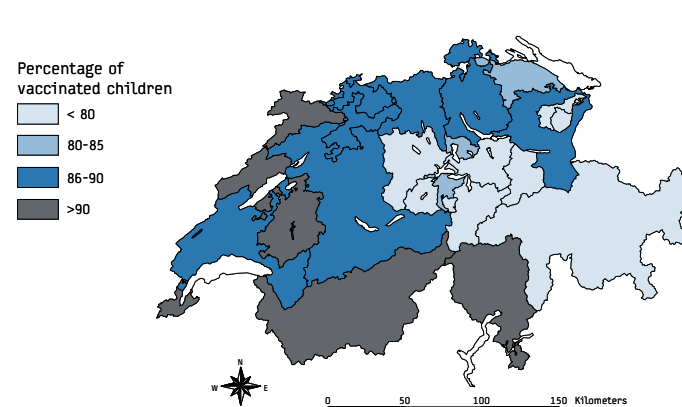 Percentage of
vaccinated children
< 80
80-85
86-90
>90
N
W E
S
0 50 100 150 Kilometers